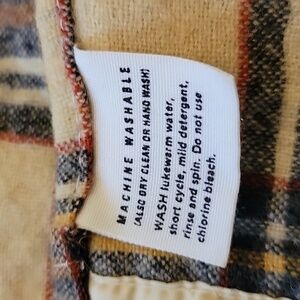 MACHINE WASHABLE
(ALSO DRY CLEAN OR HAND WASH)
WASH lukewarm water,
short cycle, mild detergent,
rinse and spin. Do not use
chlorine bleach.